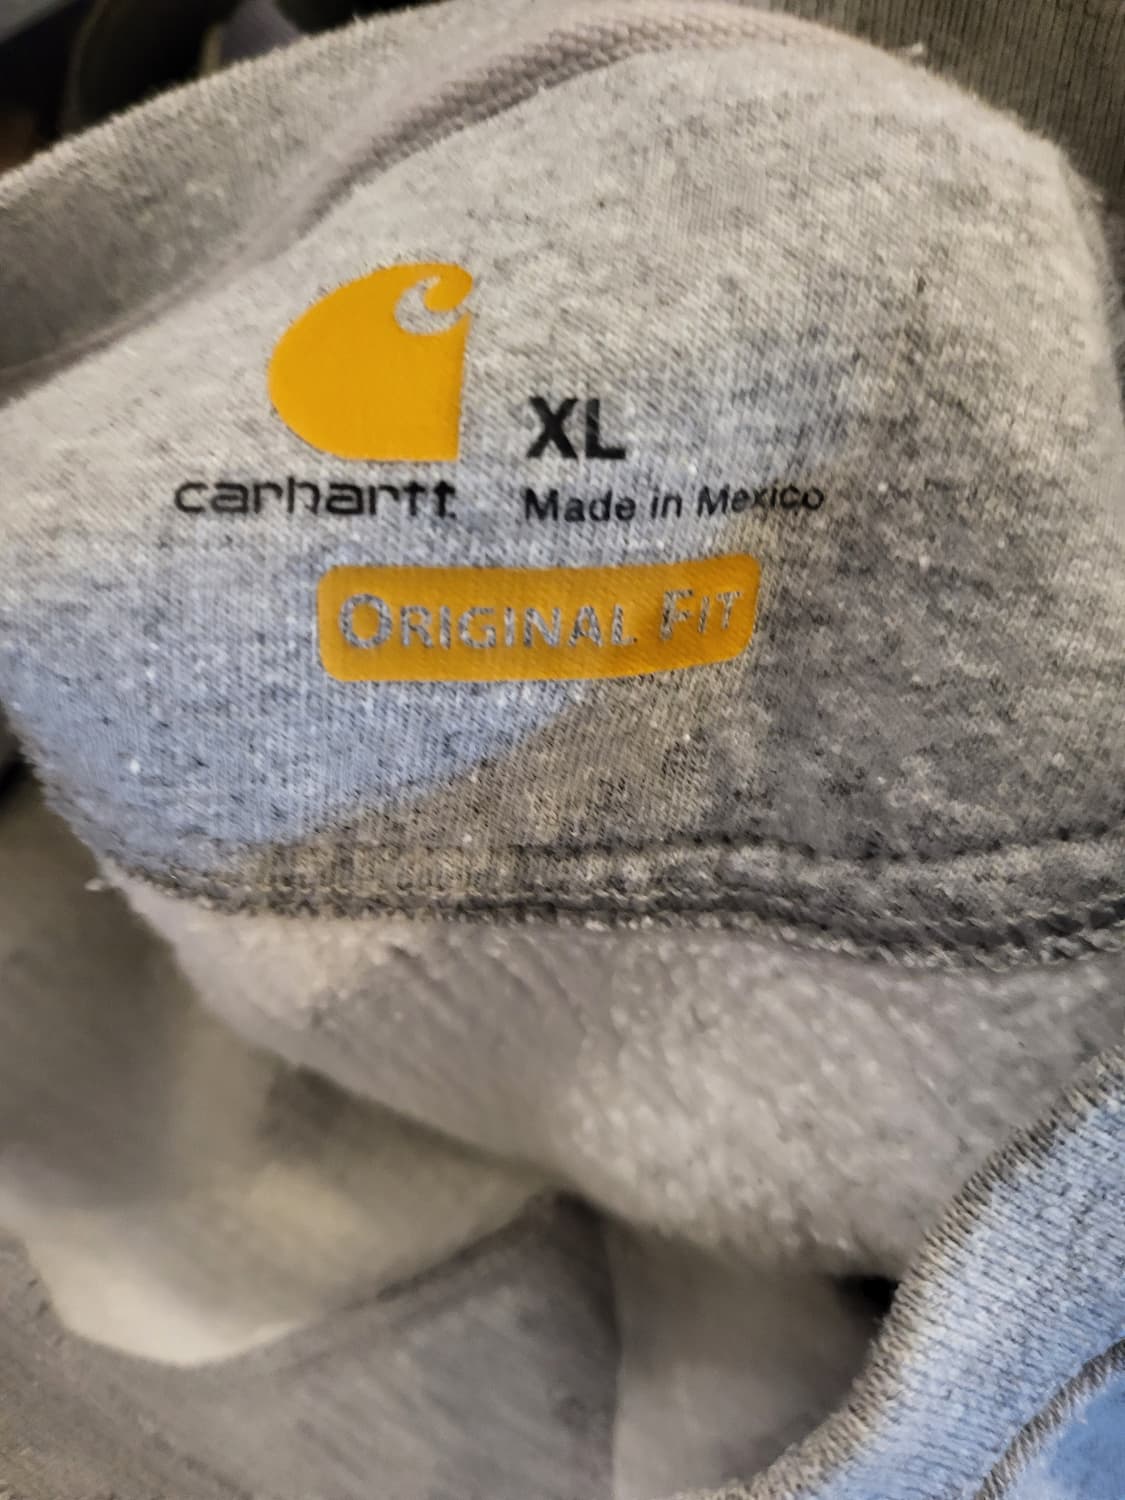 XL
carhartt.
Made in Mexico
ORIGINAL FIT